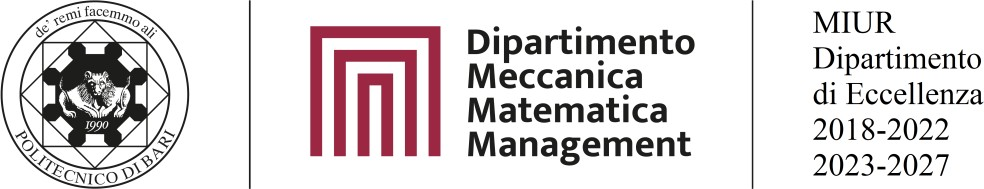 de' remi facemmo ali
1990
POLITECNICO DI BARI
Dipartimento
Meccanica
Matematica
Management
MIUR
Dipartimento
di Eccellenza
2018-2022
2023-2027